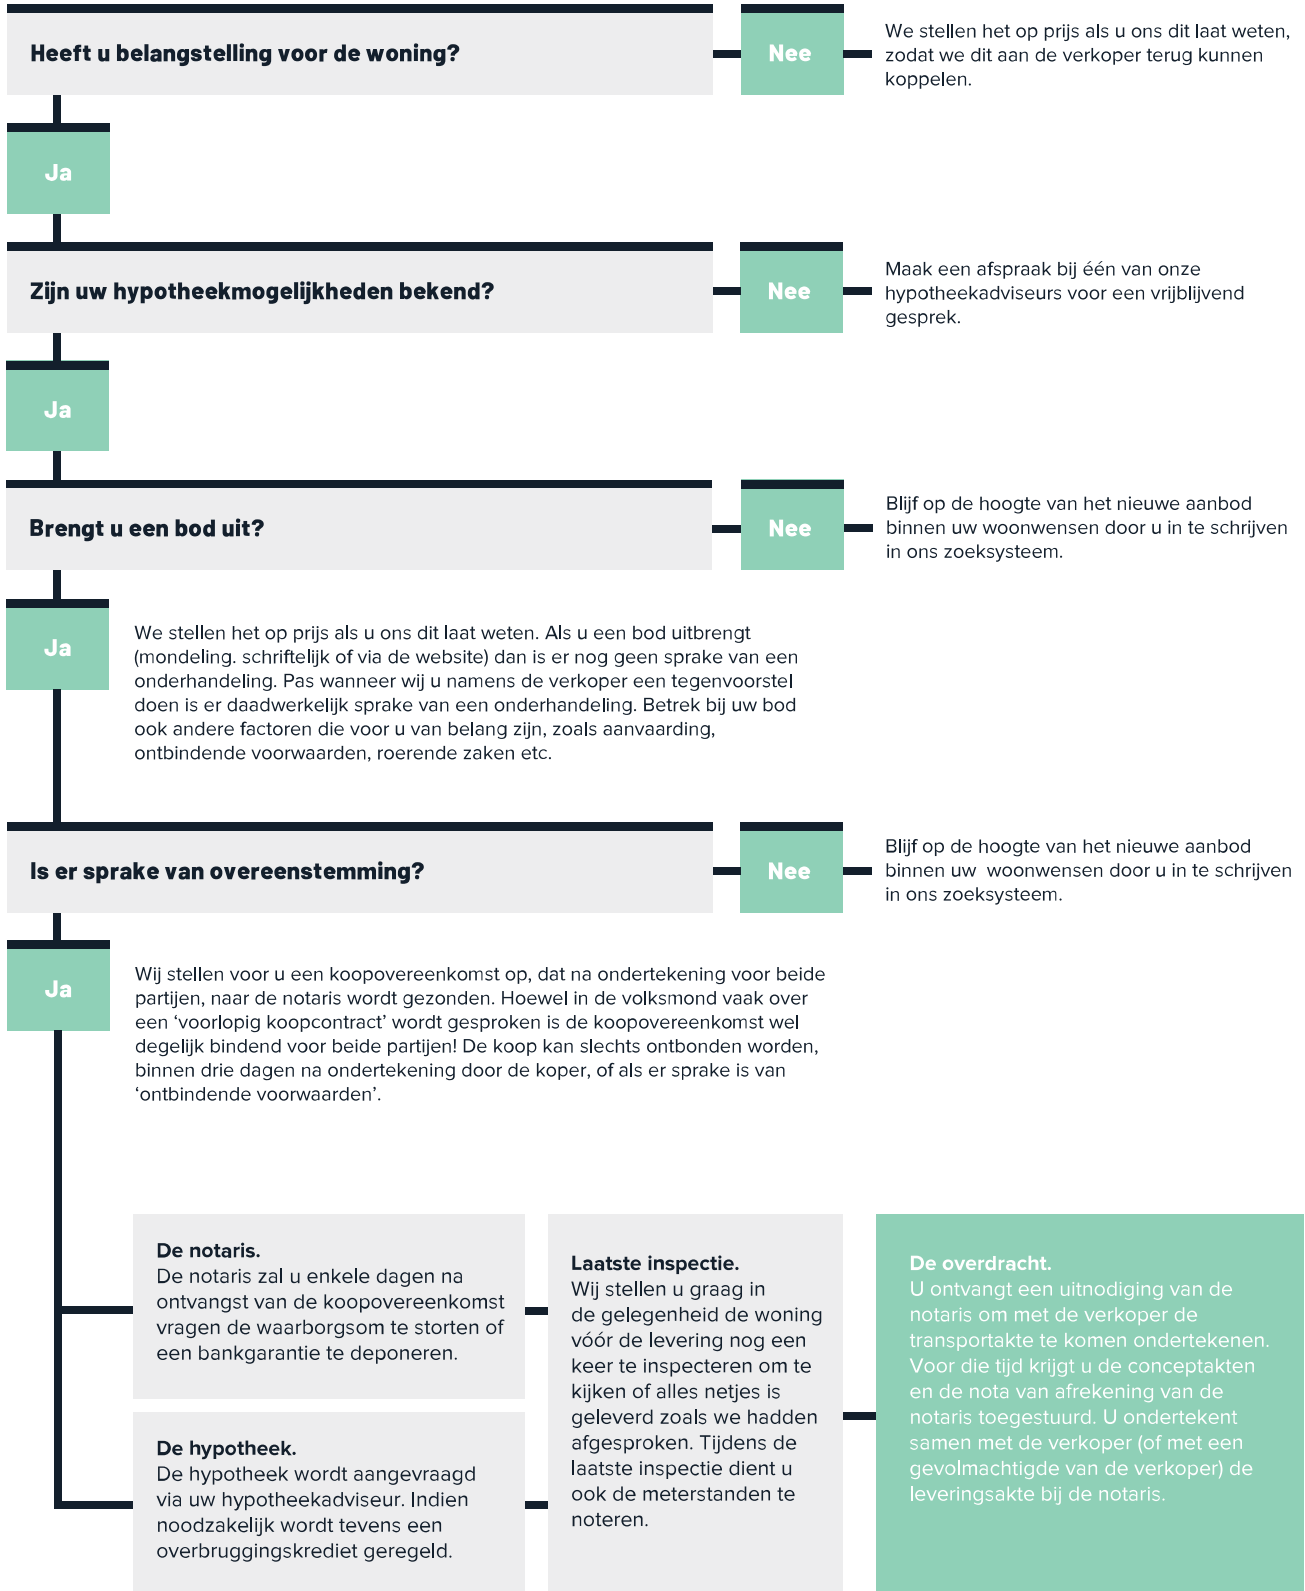 Heeft u belangstelling voor de woning?
Nee
We stellen het op prijs als u ons dit laat weten,
zodat we dit aan de verkoper terug kunnen
koppelen.
Ja
Zijn uw hypotheekmogelijkheden bekend?
Nee
Maak een afspraak bij één van onze
hypotheekadviseurs voor een vrijblijvend
gesprek.
Ja
Brengt u een bod uit?
Nee
Blijf op de hoogte van het nieuwe aanbod
binnen uw woonwensen door u in te schrijven
in ons zoeksysteem.
Ja
We stellen het op prijs als u ons dit laat weten. Als u een bod uitbrengt
(mondeling. schriftelijk of via de website) dan is er nog geen sprake van een
onderhandeling. Pas wanneer wij u namens de verkoper een tegenvoorstel
doen is er daadwerkelijk sprake van een onderhandeling. Betrek bij uw bod
ook andere factoren die voor u van belang zijn, zoals aanvaarding,
ontbindende voorwaarden, roerende zaken etc.
Is er sprake van overeenstemming?
Nee
Blijf op de hoogte van het nieuwe aanbod
binnen uw  woonwensen door u in te schrijven
in ons zoeksysteem.
Ja
Wij stellen voor u een koopovereenkomst op, dat na ondertekening voor beide
partijen, naar de notaris wordt gezonden. Hoewel in de volksmond vaak over
een ‘voorlopig koopcontract’ wordt gesproken is de koopovereenkomst wel
degelijk bindend voor beide partijen! De koop kan slechts ontbonden worden,
binnen drie dagen na ondertekening door de koper, of als er sprake is van
‘ontbindende voorwaarden’.
De notaris.
De notaris zal u enkele dagen na
ontvangst van de koopovereenkomst
vragen de waarborgsom te storten of
een bankgarantie te deponeren.
De hypotheek.
De hypotheek wordt aangevraagd
via uw hypotheekadviseur. Indien
noodzakelijk wordt tevens een
overbruggingskrediet geregeld.
Laatste inspectie.
Wij stellen u graag in
de gelegenheid de woning
vóór de levering nog een
keer te inspecteren om te
kijken of alles netjes is
geleverd zoals we hadden
afgesproken. Tijdens de
laatste inspectie dient u
ook de meterstanden te
noteren.
De overdracht.
U ontvangt een uitnodiging van de
notaris om met de verkoper de
transportakte te komen ondertekenen.
Voor die tijd krijgt u de conceptakten
en de nota van afrekening van de
notaris toegestuurd. U ondertekent
samen met de verkoper (of met een
gevolmachtigde van de verkoper) de
leveringsakte bij de notaris.